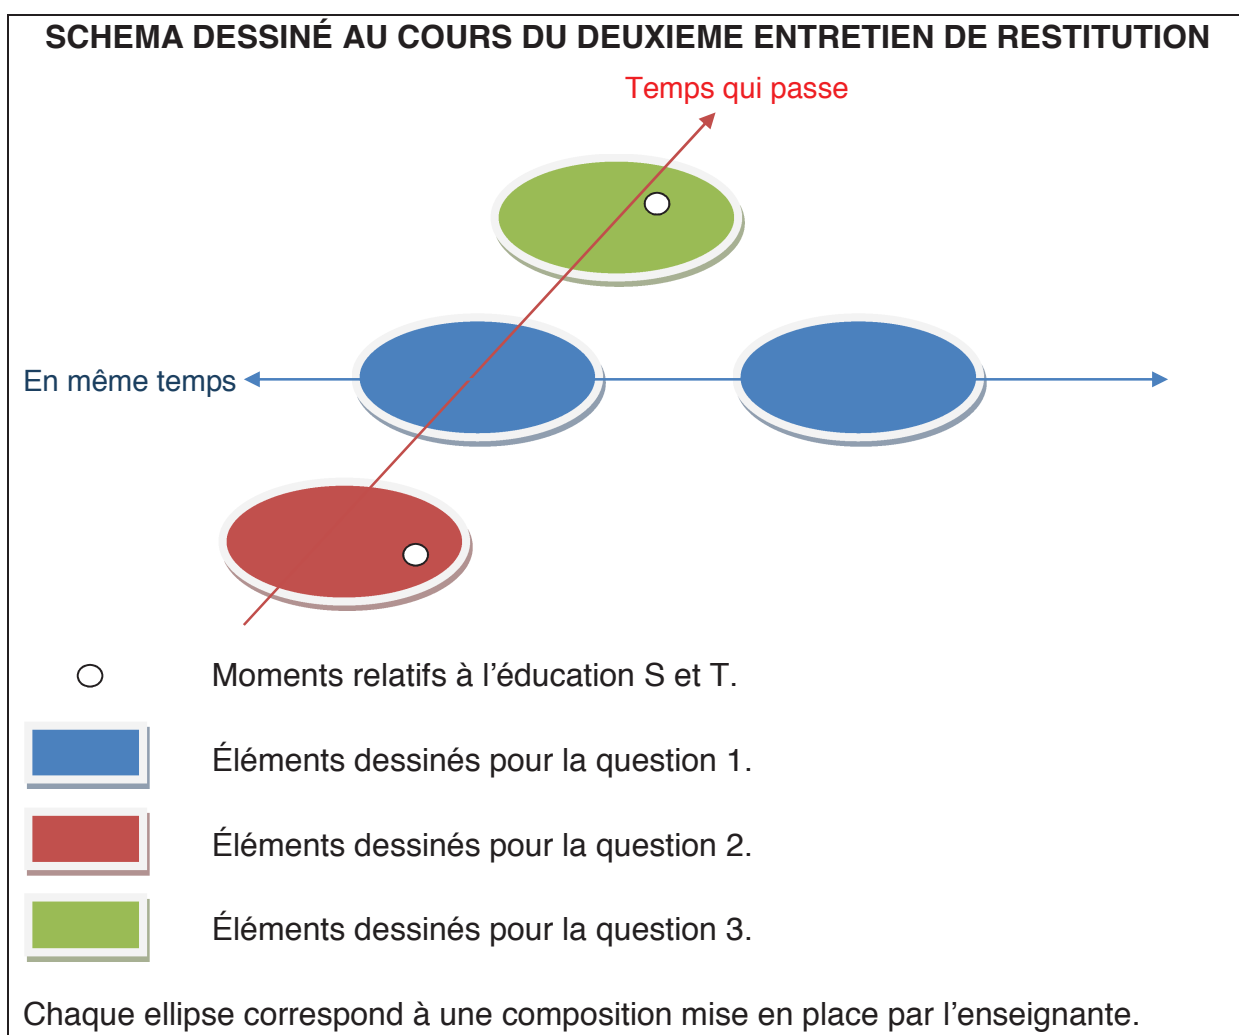 SCHEMA DESSINÉ AU COURS DU DEUXIEME ENTRETIEN DE RESTITUTION
Temps qui passe
En même temps
Moments relatifs à l’éducation S et T.
Éléments dessinés pour la question 1.
Éléments dessinés pour la question 2.
Éléments dessinés pour la question 3.
Chaque ellipse correspond à une composition mise en place par l’enseignante.